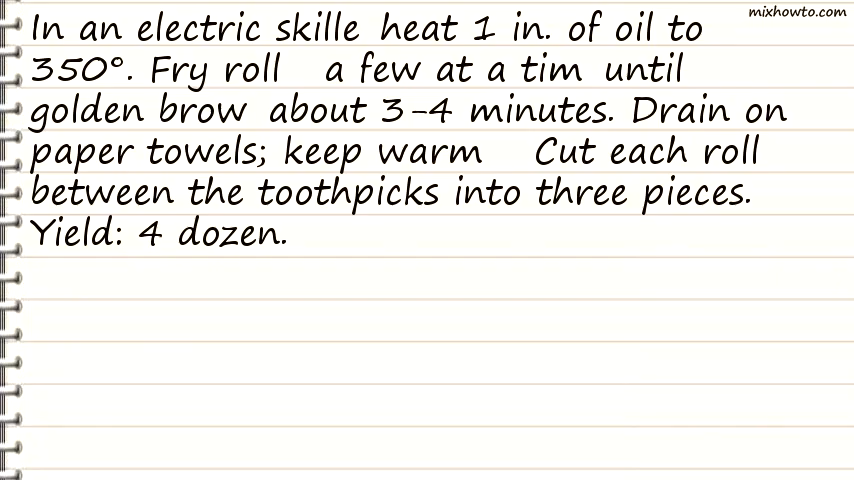 mixhowto.com
In an electric skille heat 1 in. of oil to
350°. Fry roll a few at a tim until
golden brow about 3-4 minutes. Drain on
paper towels; keep warm Cut each roll
between the toothpicks into three pieces.
Yield: 4 dozen.